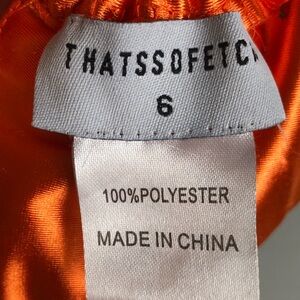 THATSSOFETC
6
100%POLYESTER
MADE IN CHINA